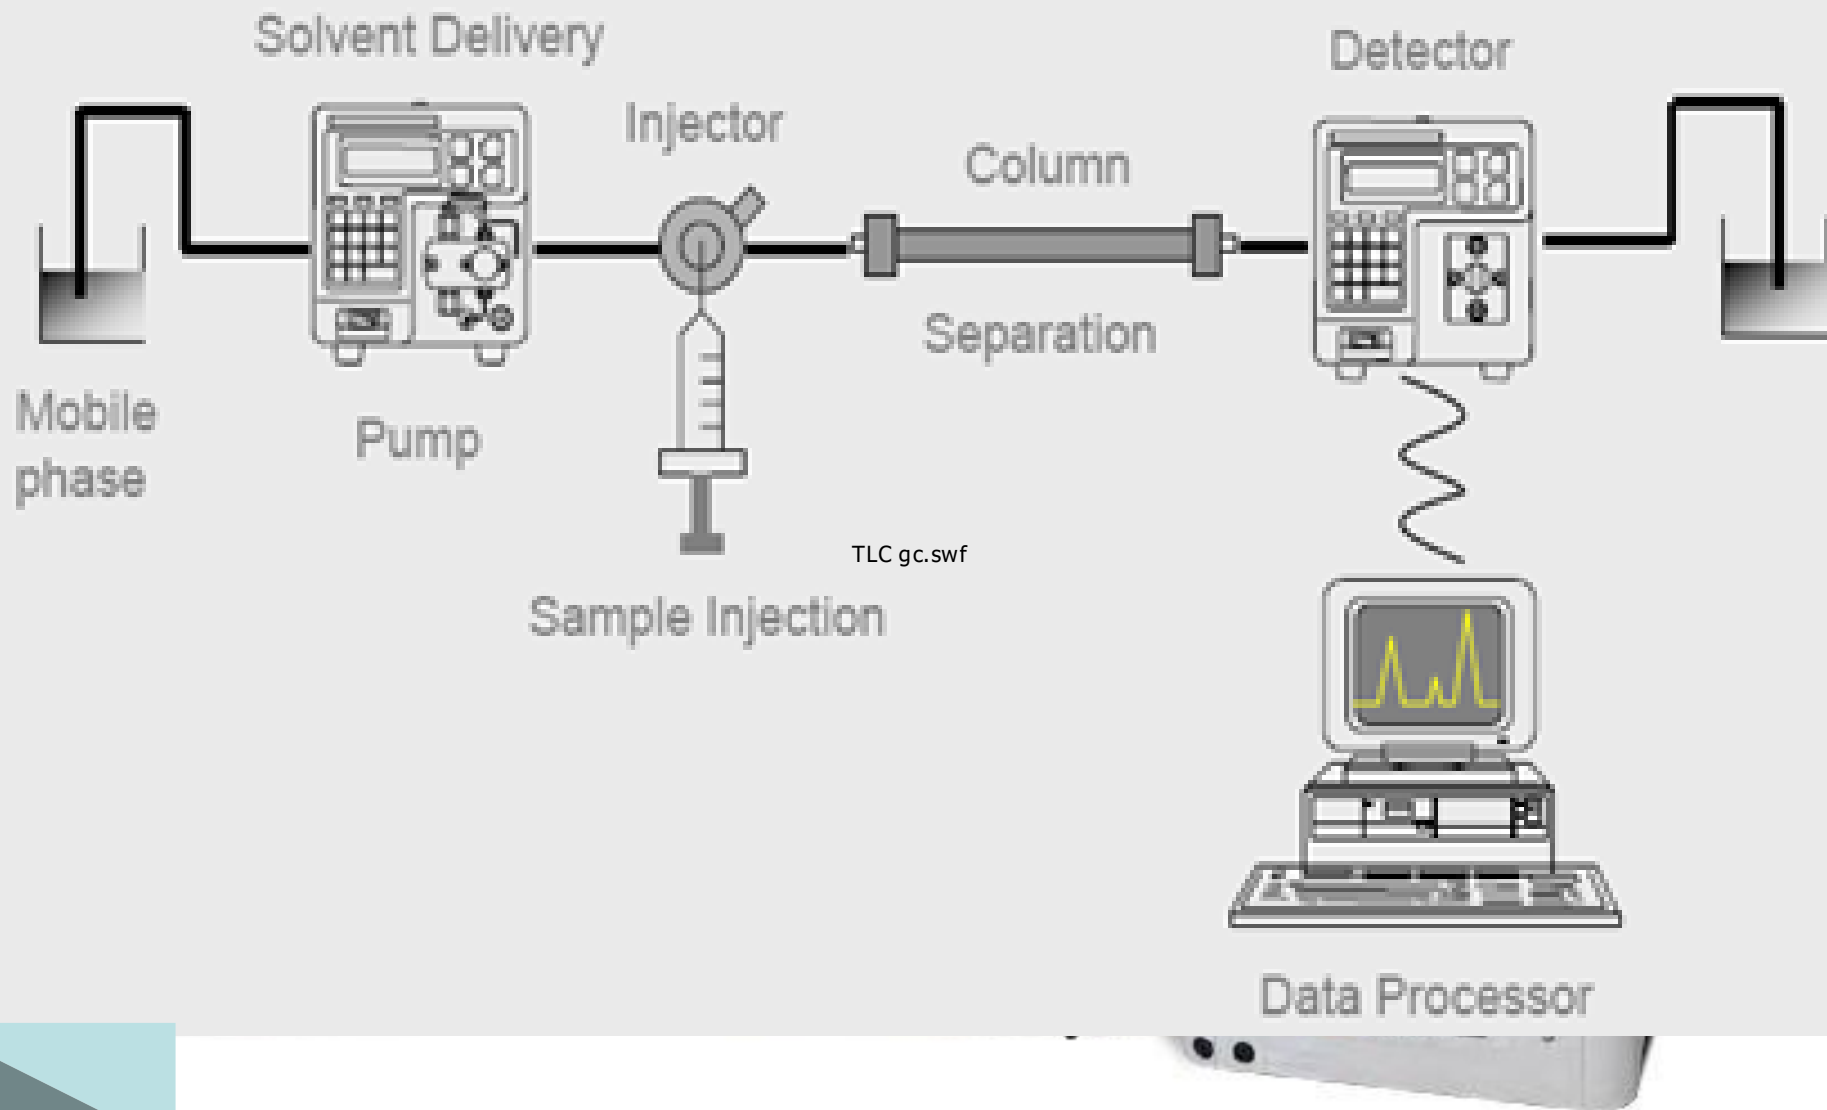 Solvent Delivery
Detector
Injector
Column
Separation
Mobile
phase
Pump
TLC gc.swf
Sample Injection
Data Processor